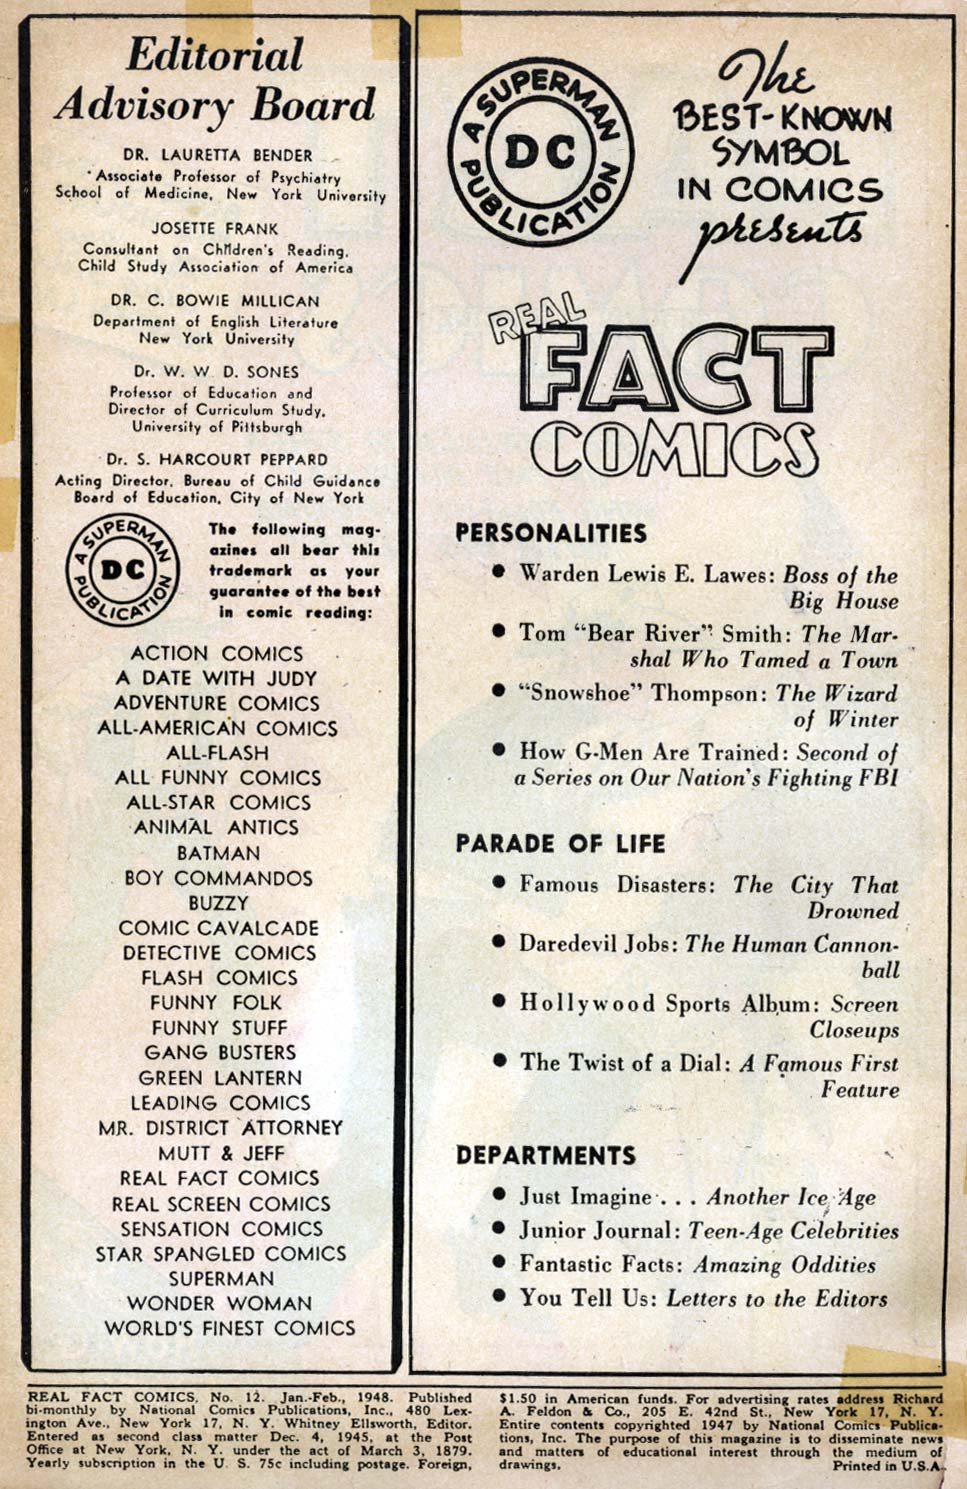 Editorial
Advisory Board
DR. LAURETTA BENDER
Associate Professor of Psychiatry
School of Medicine, New York University
JOSETTE FRANK
Consultant on Children's Reading,
Child Study Association of America
DR. C. BOWIE MILLICAN
Department of English Literature
New York University
Dr. W. W. D. SONES
Professor of Education and
Director of Curriculum Study,
University of Pittsburgh
Dr. S. HARCOURT PEPPARD
Acting Director, Bureau of Child Guidance
Board of Education, City of New York
A SUPERMAN
DC
PUBLICATION
The following mag-
azines all bear this
trademark as your
guarantee of the best
in comic reading:
ACTION COMICS
A DATE WITH JUDY
ADVENTURE COMICS
ALL-AMERICAN COMICS
ALL-FLASH
ALL FUNNY COMICS
ALL-STAR COMICS
ANIMAL ANTICS
BATMAN
BOY COMMANDOS
BUZZY
COMIC CAVALCADE
DETECTIVE COMICS
FLASH COMICS
FUNNY FOLK
FUNNY STUFF
GANG BUSTERS
GREEN LANTERN
LEADING COMICS
MR. DISTRICT ATTORNEY
MUTT & JEFF
REAL FACT COMICS
REAL SCREEN COMICS
SENSATION COMICS
STAR SPANGLED COMICS
SUPERMAN
WONDER WOMAN
WORLD'S FINEST COMICS
A SUPERMAN
DC
PUBLICATION
The
BEST-KNOWN
SYMBOL
IN COMICS
presents
REAL
FACT
COMICS
PERSONALITIES
• Warden Lewis E. Lawes: Boss of the
Big House
• Tom "Bear River" Smith: The Mar-
shal Who Tamed a Town
• "Snowshoe" Thompson: The Wizard
of Winter
• How G-Men Are Trained: Second of
a Series on Our Nation's Fighting FBI
PARADE OF LIFE
• Famous Disasters: The City That
Drowned
• Daredevil Jobs: The Human Cannon-
ball
• Hollywood Sports Album: Screen
Closeups
• The Twist of a Dial: A Famous First
Feature
DEPARTMENTS
• Just Imagine . . . Another Ice Age
• Junior Journal: Teen-Age Celebrities
• Fantastic Facts: Amazing Oddities
• You Tell Us: Letters to the Editors
REAL FACT COMICS, No. 12. Jan.-Feb., 1948. Published
bi-monthly by National Comics Publications, Inc., 480 Lex-
ington Ave., New York 17, N. Y. Whitney Ellsworth, Editor.
Entered as second class matter Dec. 4, 1945, at the Post
Office at New York, N. Y. under the act of March 3, 1879.
Yearly subscription in the U. S. 75c including postage. Foreign,
$1.50 in American funds. For advertising rates address Richard
A. Feldon & Co., 205 E. 42nd St., New York 17, N. Y.
Entire contents copyrighted 1947 by National Comics Publica-
tions, Inc. The purpose of this magazine is to disseminate news
and matters of educational interest through the medium of
drawings. Printed in U.S.A.